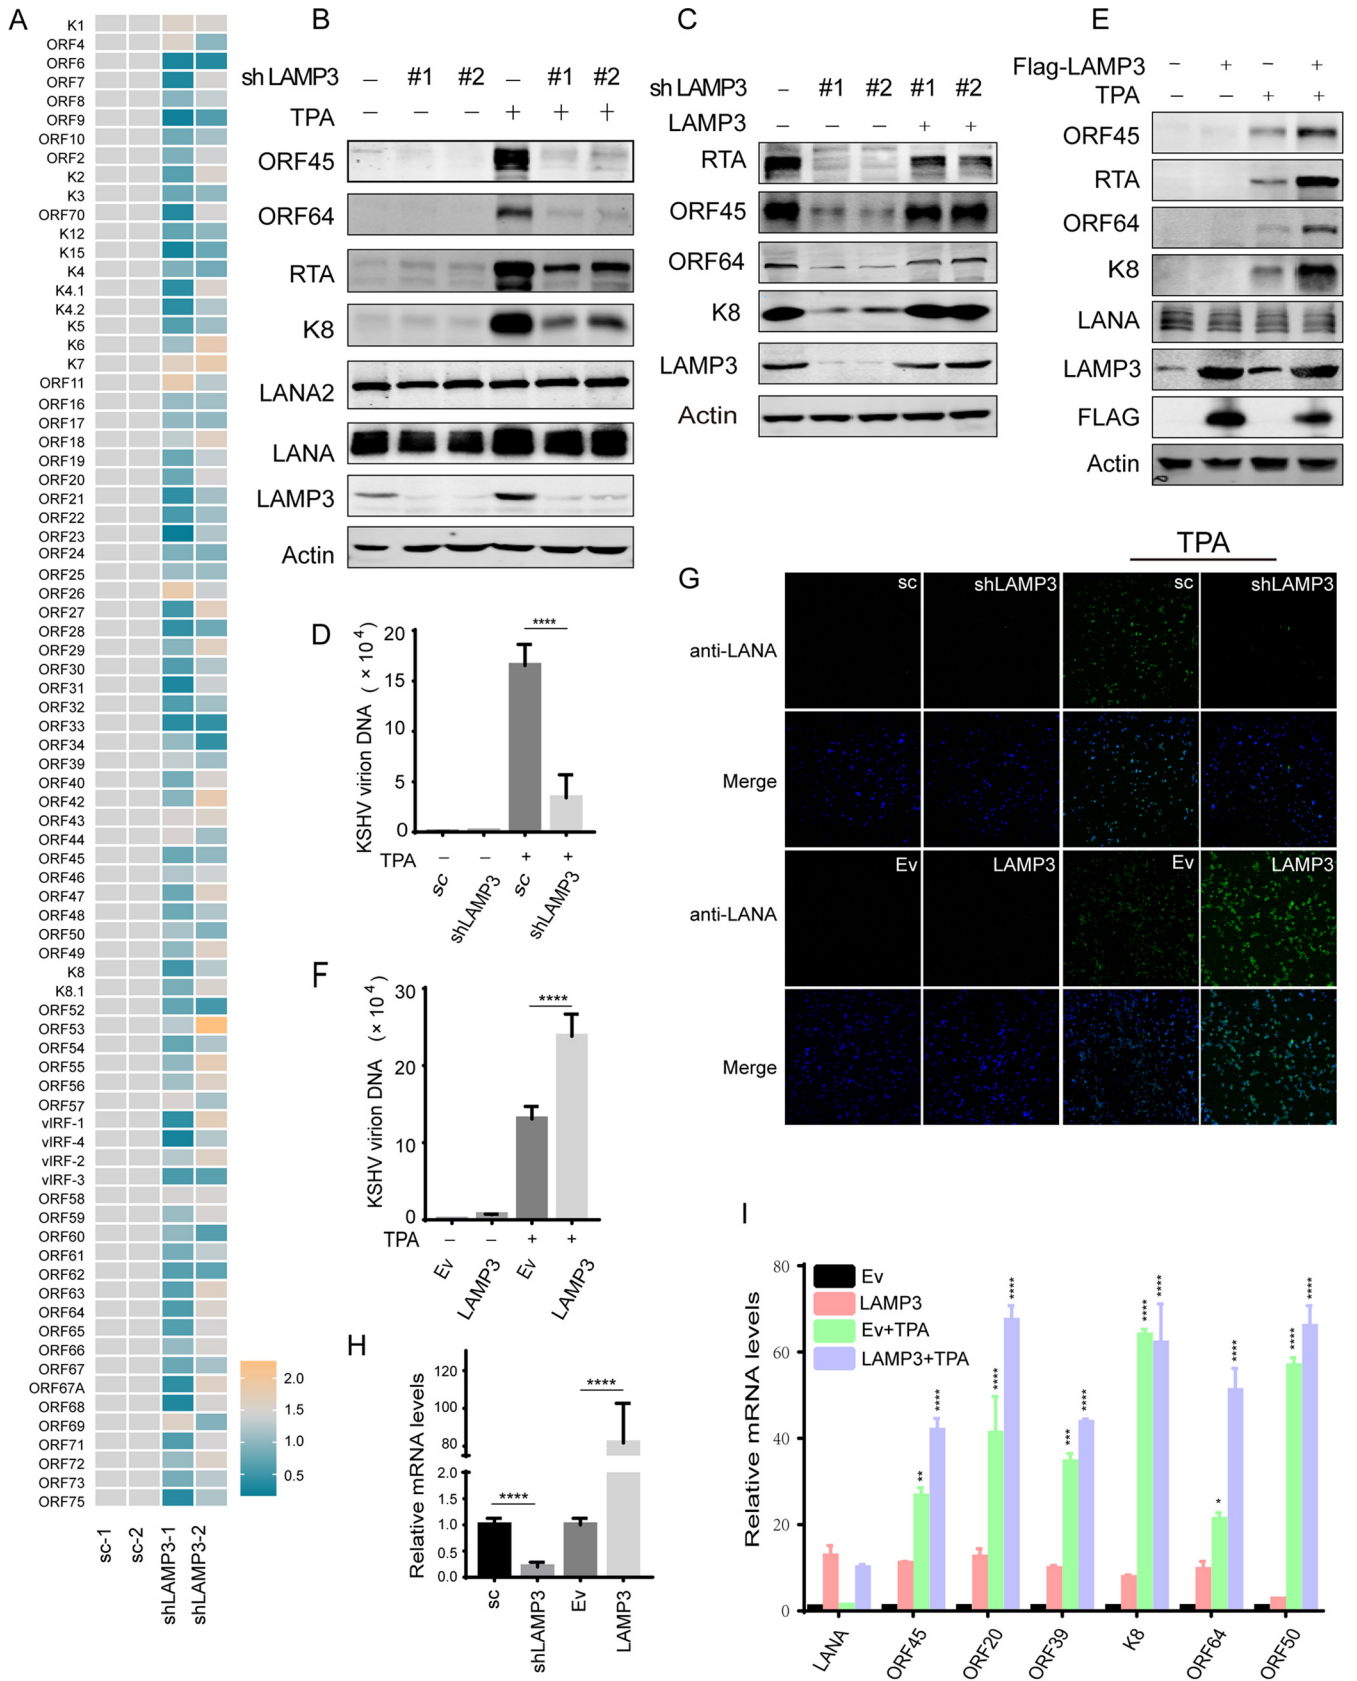 A
K1
ORF4
ORF6
ORF7
ORF8
ORF9
ORF10
ORF2
K2
K3
ORF70
K12
K15
K4
K4.1
K4.2
K5
K6
K7
ORF11
ORF16
ORF17
ORF18
ORF19
ORF20
ORF21
ORF22
ORF23
ORF24
ORF25
ORF26
ORF27
ORF28
ORF29
ORF30
ORF31
ORF32
ORF33
ORF34
ORF39
ORF40
ORF42
ORF43
ORF44
ORF45
ORF46
ORF47
ORF48
ORF50
ORF49
K8
K8.1
ORF52
ORF53
ORF54
ORF55
ORF56
ORF57
vIRF-1
vIRF-4
vIRF-2
vIRF-3
ORF58
ORF59
ORF60
ORF61
ORF62
ORF63
ORF64
ORF65
ORF66
ORF67
ORF67A
ORF68
ORF69
ORF71
ORF72
ORF73
ORF75
sc-1 sc-2 shLAMP3-1 shLAMP3-2
2.0
1.5
1.0
0.5
B
sh LAMP3 – #1 #2 – #1 #2
TPA – – – + + +
ORF45
ORF64
RTA
K8
LANA2
LANA
LAMP3
Actin
C
sh LAMP3 – #1 #2 #1 #2
LAMP3 – – – + +
RTA
ORF45
ORF64
K8
LAMP3
Actin
E
Flag-LAMP3 – + – +
TPA – – + +
ORF45
RTA
ORF64
K8
LANA
LAMP3
FLAG
Actin
D
KSHV virion DNA ( × 10⁴)
20
15
10
5
0
****
TPA – – + +
sc shLAMP3 sc shLAMP3
F
KSHV virion DNA ( × 10⁴)
30
20
10
0
****
TPA – – + +
Ev LAMP3 Ev LAMP3
G
TPA
sc shLAMP3 sc shLAMP3
anti-LANA
Merge
Ev LAMP3 Ev LAMP3
anti-LANA
Merge
H
Relative mRNA levels
120
100
80
2.0
1.5
1.0
0.5
0.0
**** ****
sc shLAMP3 Ev LAMP3
I
Relative mRNA levels
80
60
40
20
0
Ev
LAMP3
Ev+TPA
LAMP3+TPA
** **** **** **** *** **** **** **** * **** **** ****
LANA ORF45 ORF20 ORF39 K8 ORF64 ORF50